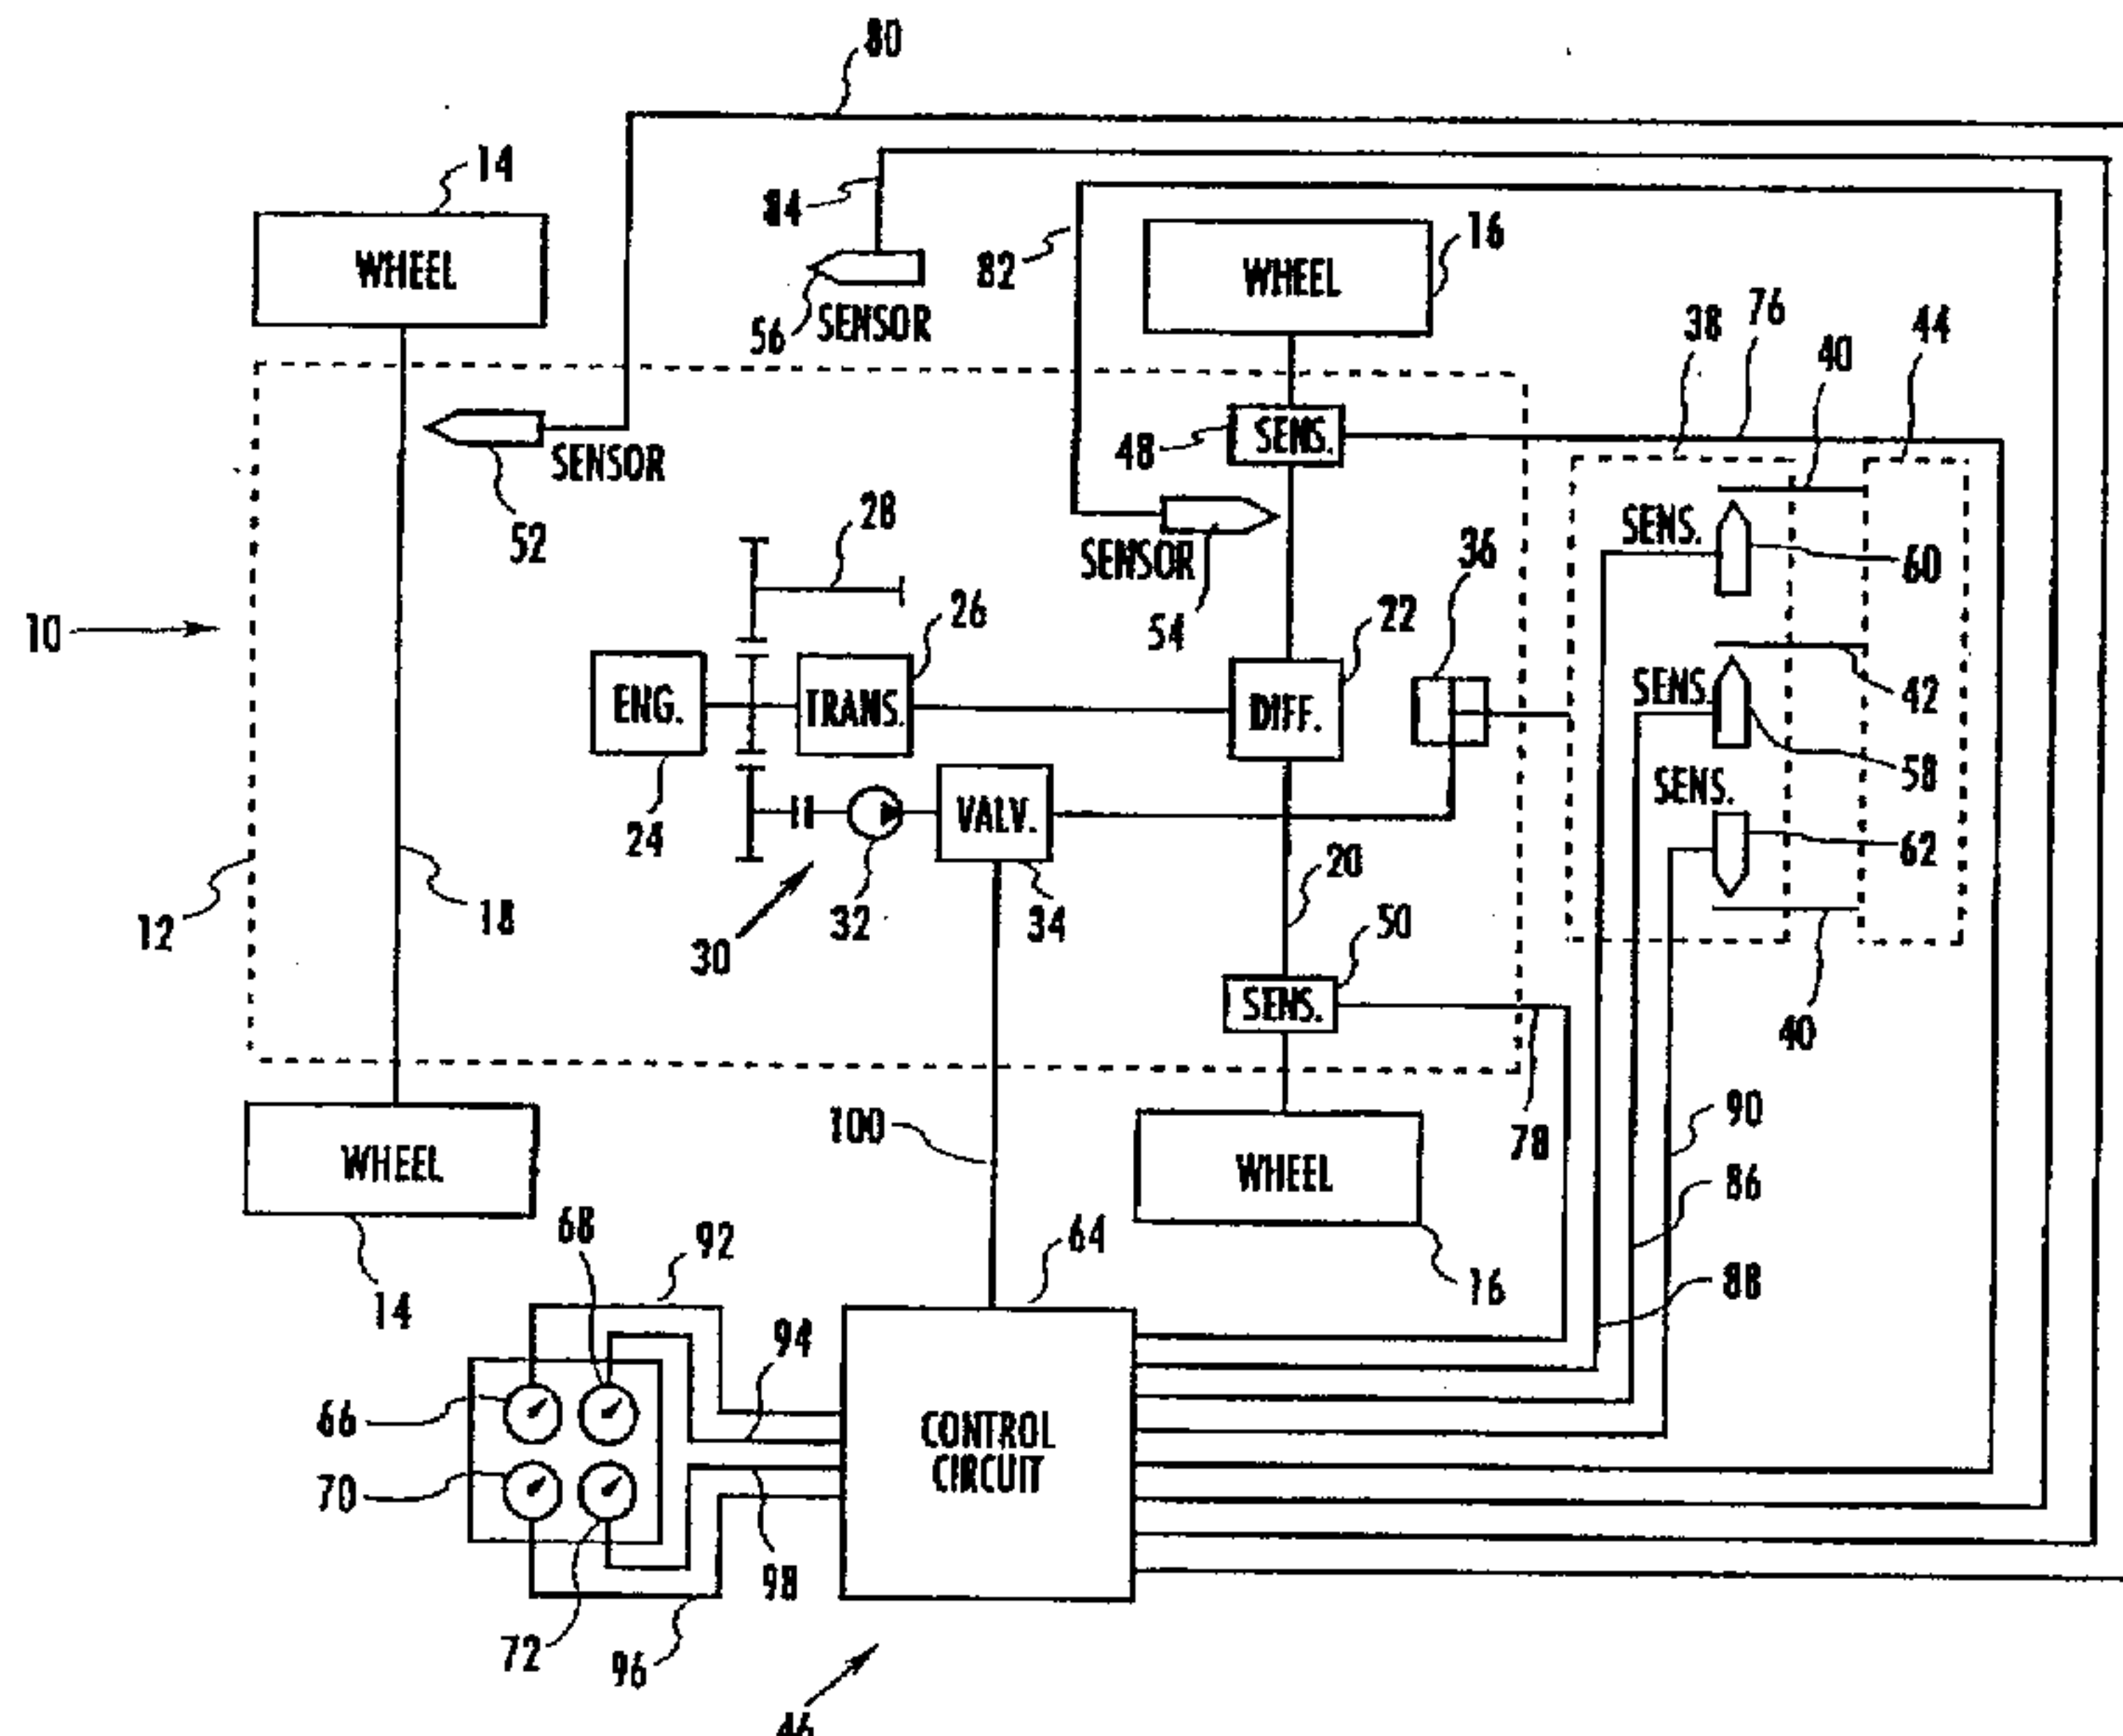 80
14
84
82
16
WHEEL
WHEEL
56
SENSOR
38
76
40
44
48
SENS.
SENSOR
52
28
SENS.
SENSOR
36
60
54
10
26
22
ENG.
TRANS.
DIFF.
SENS.
42
58
SENS.
24
VALV.
62
20
12
18
30
32
34
50
SENS.
40
100
78
90
WHEEL
WHEEL
86
68
92
64
14
16
88
94
66
CONTROL
CIRCUIT
70
98
72
96
46